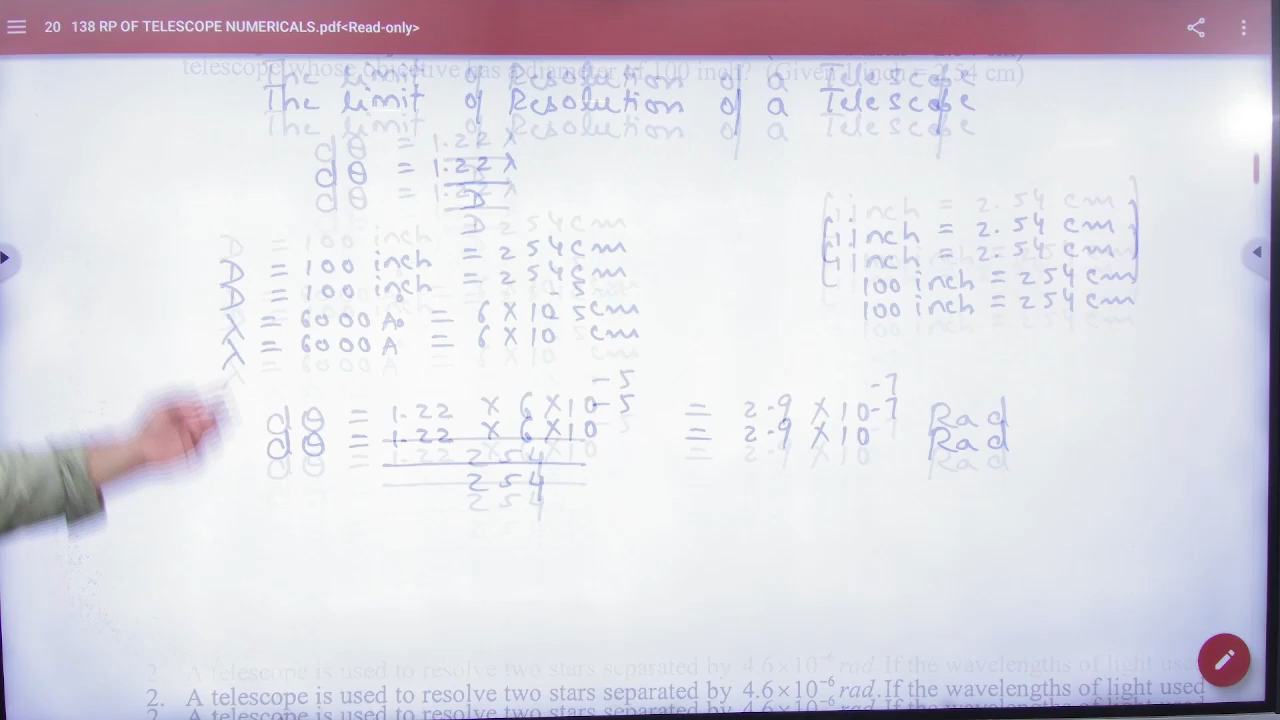 20 138 RP OF TELESCOPE NUMERICALS.pdf<Read-only>
telescope whose objective has a diameter of 100 inch? (Given 1 inch = 2.54 cm)
The limit of Resolution of a Telescope
dθ = 1.22 λ
D
(1 inch = 2.54 cm
100 inch = 254 cm)
D = 100 inch = 254 cm
λ = 6000 A° = 6 × 10^-5 cm
dθ = 1.22 × 6 × 10^-5 = 2.9 × 10^-7 Rad
254
2. A telescope is used to resolve two stars separated by 4.6×10^-6 rad. If the wavelengths of light used